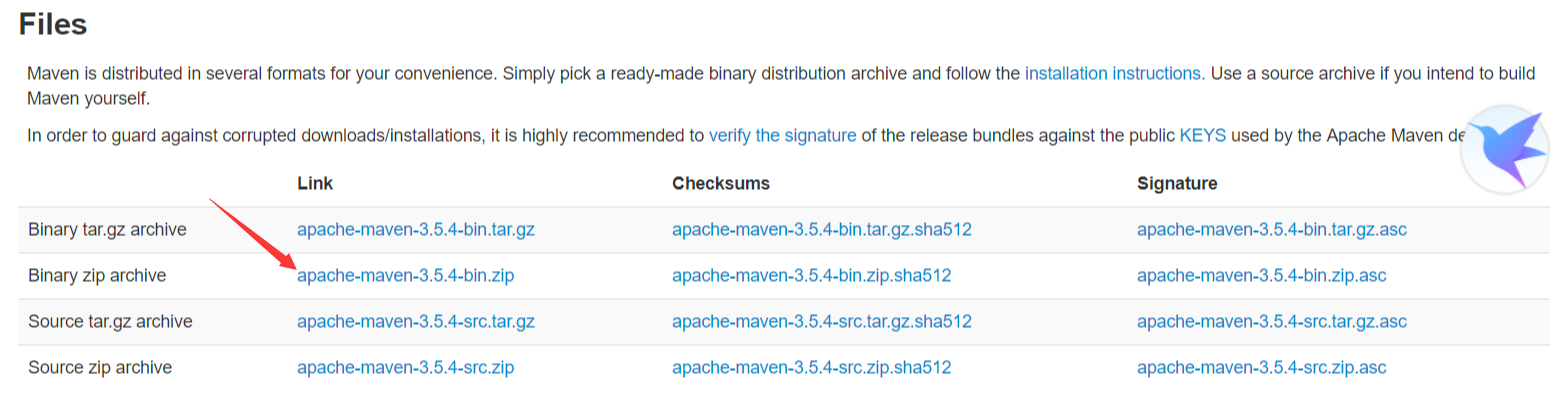 Files
Maven is distributed in several formats for your convenience. Simply pick a ready-made binary distribution archive and follow the installation instructions. Use a source archive if you intend to build
Maven yourself.
In order to guard against corrupted downloads/installations, it is highly recommended to verify the signature of the release bundles against the public KEYS used by the Apache Maven de
Link Checksums Signature
Binary tar.gz archive apache-maven-3.5.4-bin.tar.gz apache-maven-3.5.4-bin.tar.gz.sha512 apache-maven-3.5.4-bin.tar.gz.asc
Binary zip archive apache-maven-3.5.4-bin.zip apache-maven-3.5.4-bin.zip.sha512 apache-maven-3.5.4-bin.zip.asc
Source tar.gz archive apache-maven-3.5.4-src.tar.gz apache-maven-3.5.4-src.tar.gz.sha512 apache-maven-3.5.4-src.tar.gz.asc
Source zip archive apache-maven-3.5.4-src.zip apache-maven-3.5.4-src.zip.sha512 apache-maven-3.5.4-src.zip.asc